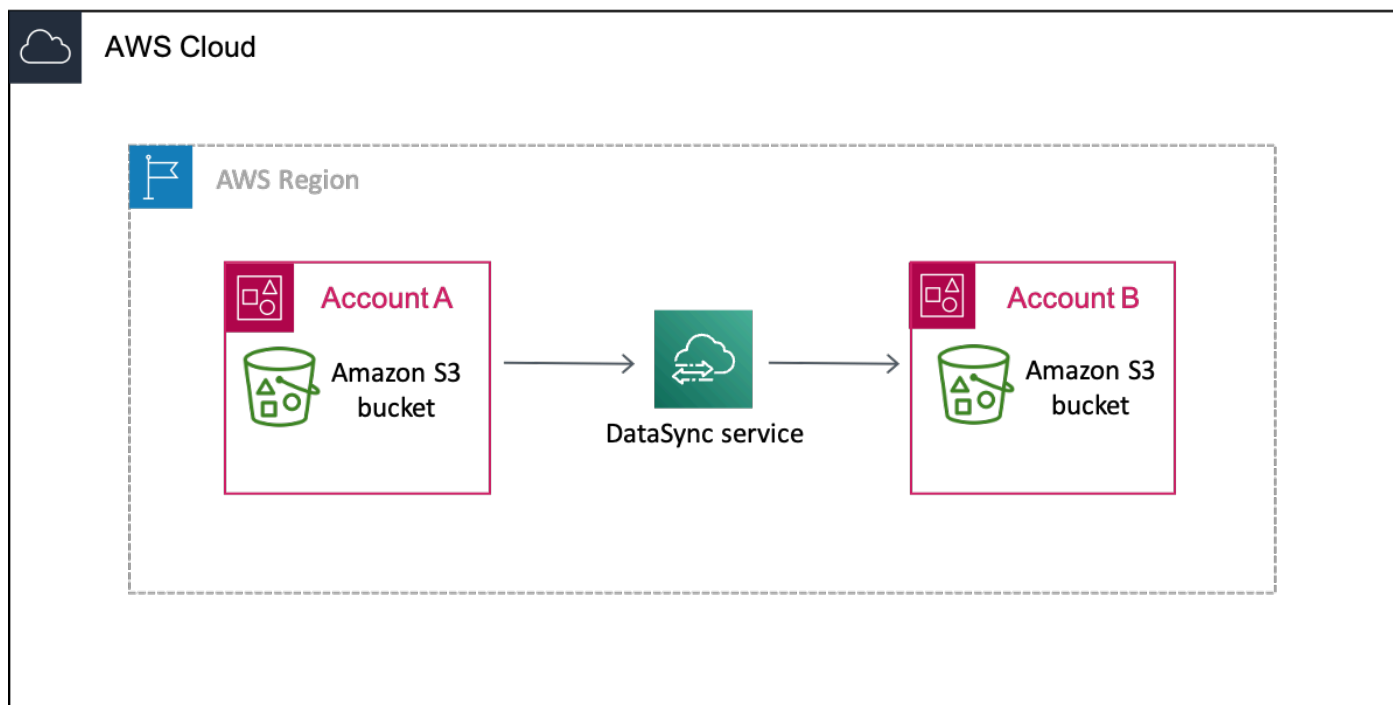 AWS Cloud
AWS Region
Account A
Amazon S3
bucket
DataSync service
Account B
Amazon S3
bucket